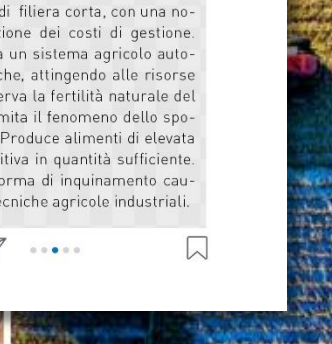 di filiera corta, con una no-
zione dei costi di gestione.
a un sistema agricolo auto-
che, attingendo alle risorse
erva la fertilità naturale del
mita il fenomeno dello spo-
Produce alimenti di elevata
itiva in quantità sufficiente.
orma di inquinamento cau-
ecniche agricole industriali.